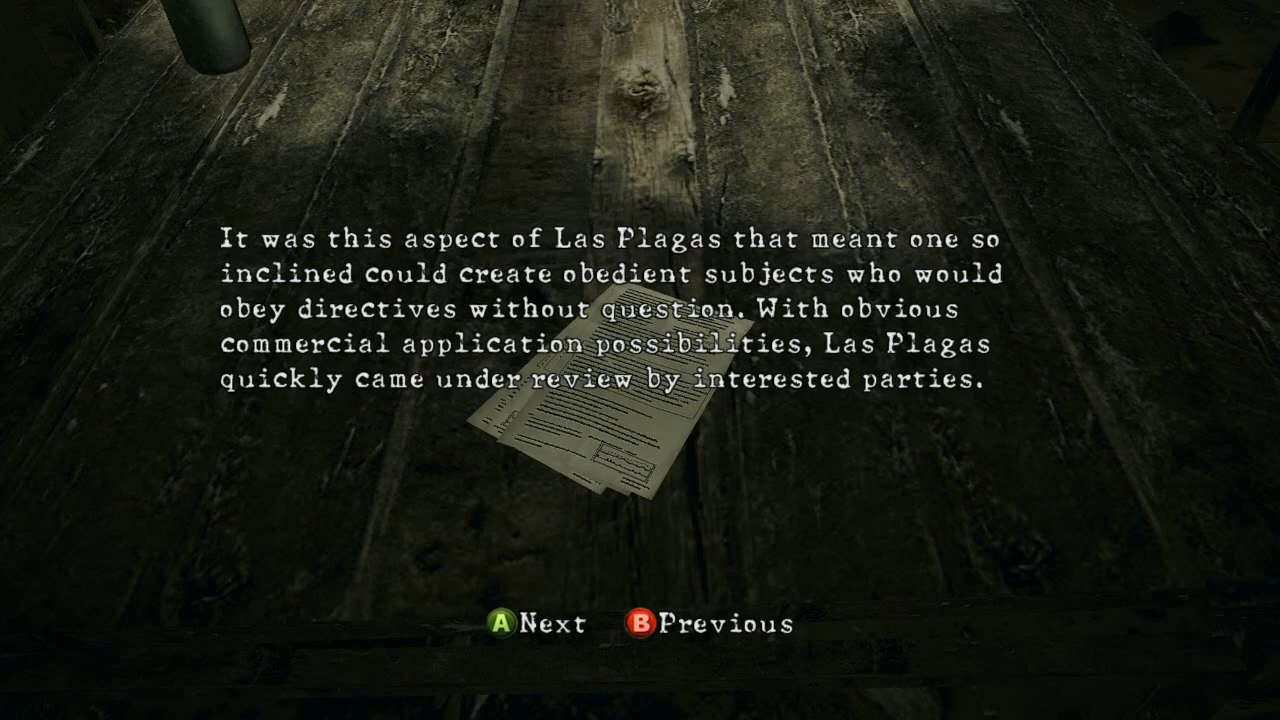 It was this aspect of Las Plagas that meant one so
inclined could create obedient subjects who would
obey directives without question. With obvious
commercial application possibilities, Las Plagas
quickly came under review by interested parties.
A Next B Previous